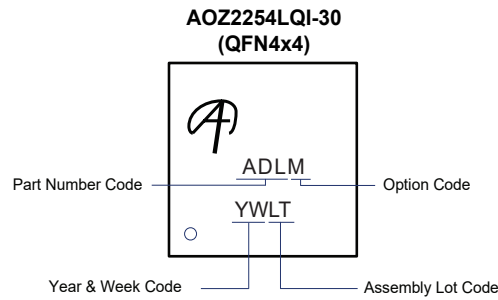 AOZ2254LQI-30
(QFN4x4)
ADLM
Part Number Code
Option Code
YWLT
Year & Week Code
Assembly Lot Code